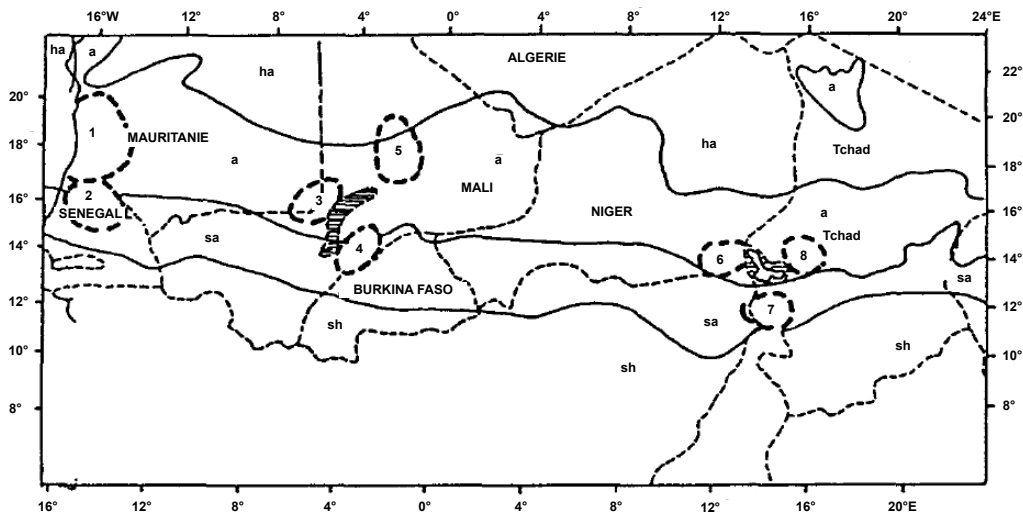 16° 12° 8° 4° 0° 4° 8° 12° 16° 20° 24°E
ha a ALGERIE
ha 22°
a
20° 20°
1 MAURITANIE
5 ha Tchad
18° a a 18°
MALI
16° 2 3 NIGER 16°
SENEGAL a
sa Tchad
14° 4 6 8 14°
sa
BURKINA FASO
12° 7 12°
sh sa
10° sh 10°
sh
8° 8°
16°W 12° 8° 4° 0° 4° 8° 12° 16° 20°E